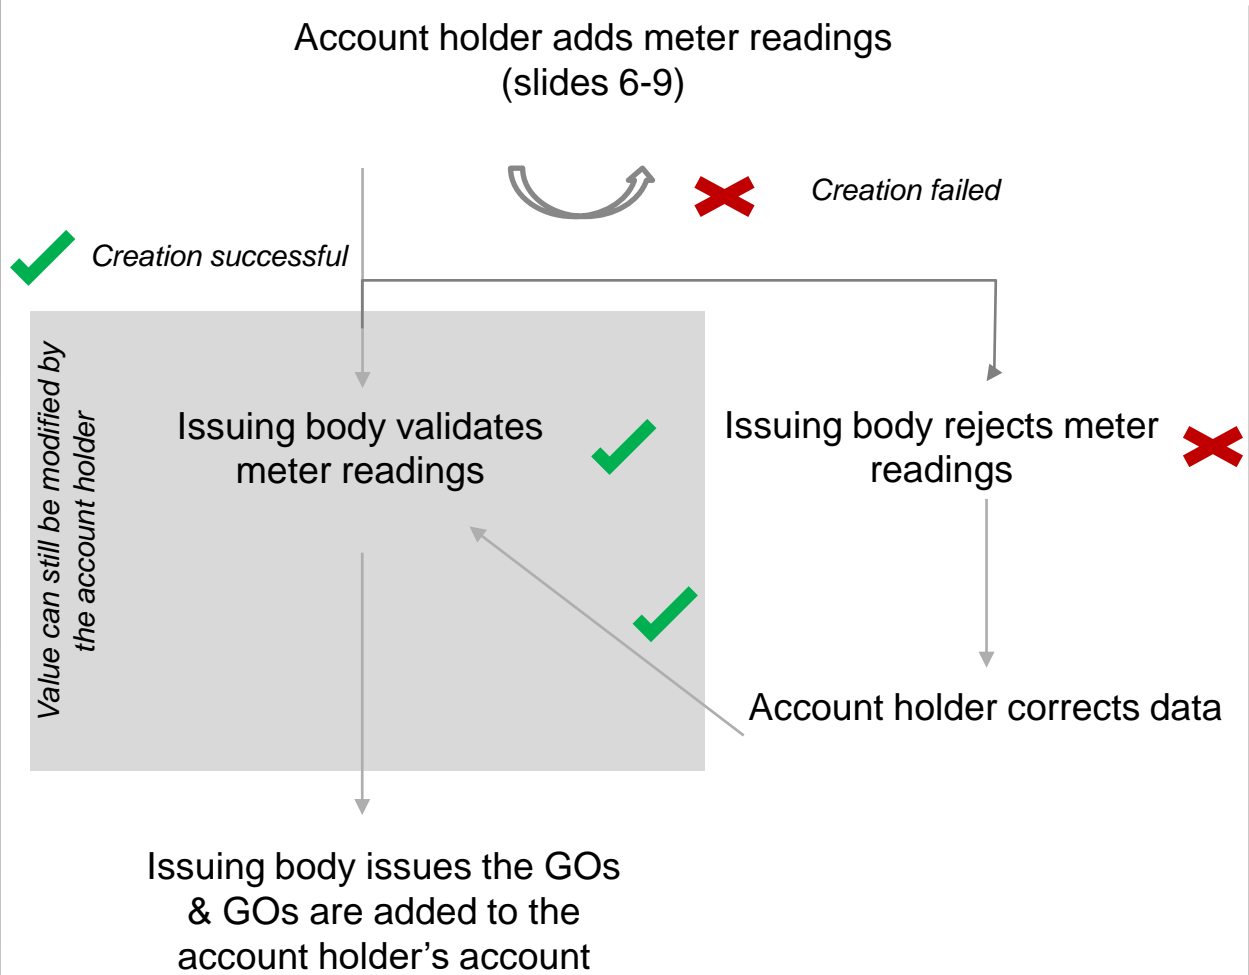 Account holder adds meter readings
(slides 6-9)
Creation failed
Creation successful
Value can still be modified by
the account holder
Issuing body validates
meter readings
Issuing body rejects meter
readings
Account holder corrects data
Issuing body issues the GOs
& GOs are added to the
account holder’s account